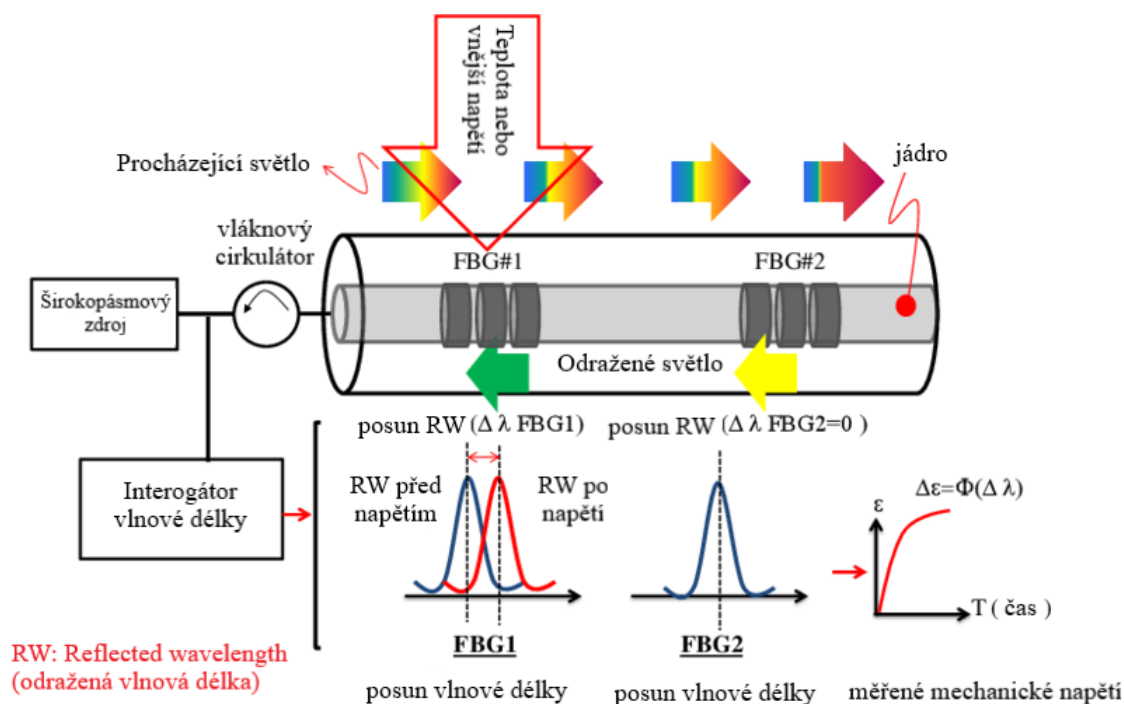 Teplota nebo
vnější napětí
Procházející světlo
jádro
vláknový
cirkulátor
FBG#1
FBG#2
Širokopásmový
zdroj
Odražené světlo
posun RW (Δ λ FBG1)
posun RW (Δ λ FBG2=0 )
Interogátor
vlnové délky
RW před
napětím
RW po
napětí
ε
Δε=Φ(Δ λ)
T ( čas )
FBG1
FBG2
RW: Reflected wavelength
(odražená vlnová délka)
posun vlnové délky
posun vlnové délky
měřené mechanické napětí